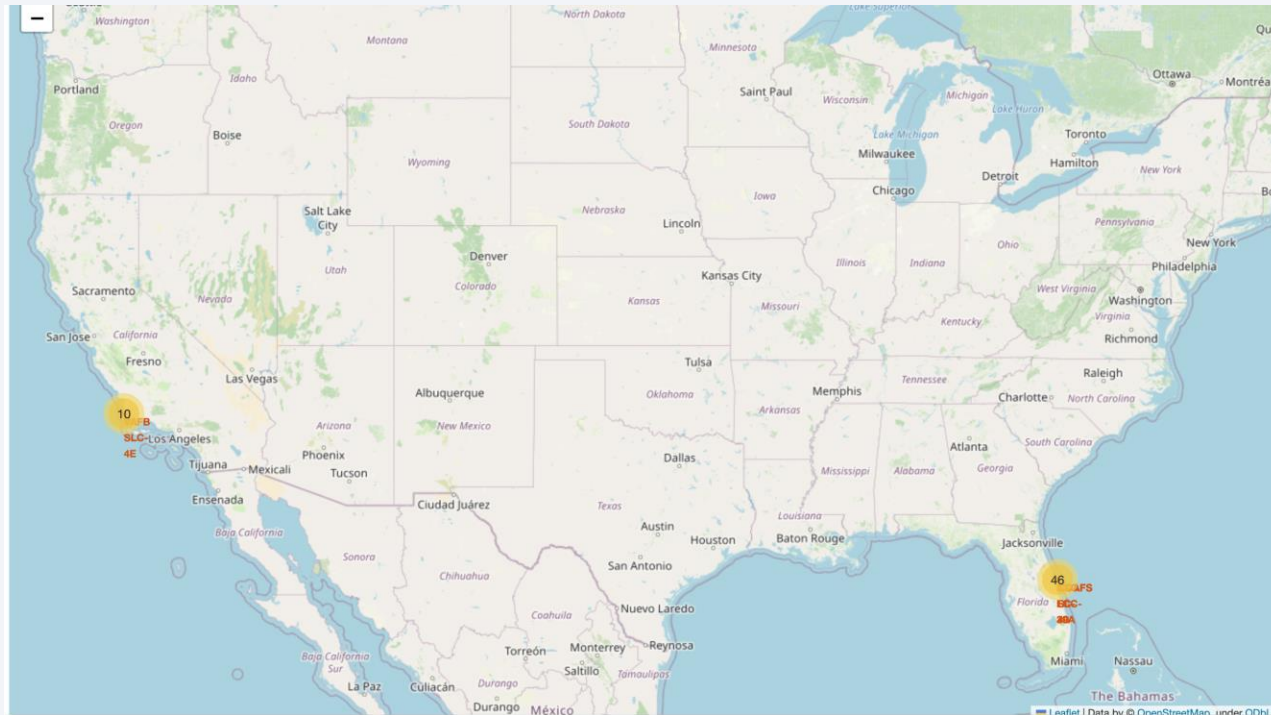 −
Washington
North Dakota
Lake Superior
Montana
Minnesota
Portland
Idaho
Oregon
Boise
Saint Paul
Wisconsin
Michigan
Lake Huron
Ottawa
Montréa
South Dakota
Wyoming
Lake Michigan
Milwaukee
Toronto
Hamilton
New York
Chicago
Detroit
Iowa
Salt Lake
City
Nebraska
Lincoln
Pennsylvania
New York
Philadelphia
Denver
Utah
Colorado
Kansas City
Illinois
Indiana
Ohio
West Virginia
Washington
Sacramento
Nevada
Kansas
Missouri
Virginia
San Jose
California
Kentucky
Richmond
Fresno
Las Vegas
Tulsa
Raleigh
Albuquerque
Oklahoma
Memphis
Tennessee
Charlotte
North Carolina
10
Arkansas
Arizona
New Mexico
SLC-
Los Angeles
4E
Atlanta
South Carolina
Phoenix
Dallas
Tijuana
Mexicali
Tucson
Mississippi
Alabama
Georgia
Ensenada
Ciudad Juárez
Texas
Louisiana
Baja California
Austin
Houston
Baton Rouge
Jacksonville
Sonora
San Antonio
Chihuahua
46
Florida
Coahuila
Nuevo Laredo
Baja California
Sur
Torreón
Monterrey
Reynosa
Saltillo
Tamaulipas
Miami
Nassau
La Paz
Culiacán
Durango
Durango
México
The Bahamas
Leaflet | Data by © OpenStreetMap, under ODbL